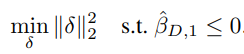 min_δ ‖δ‖₂² s.t. β̂_{D,1} ≤ 0,